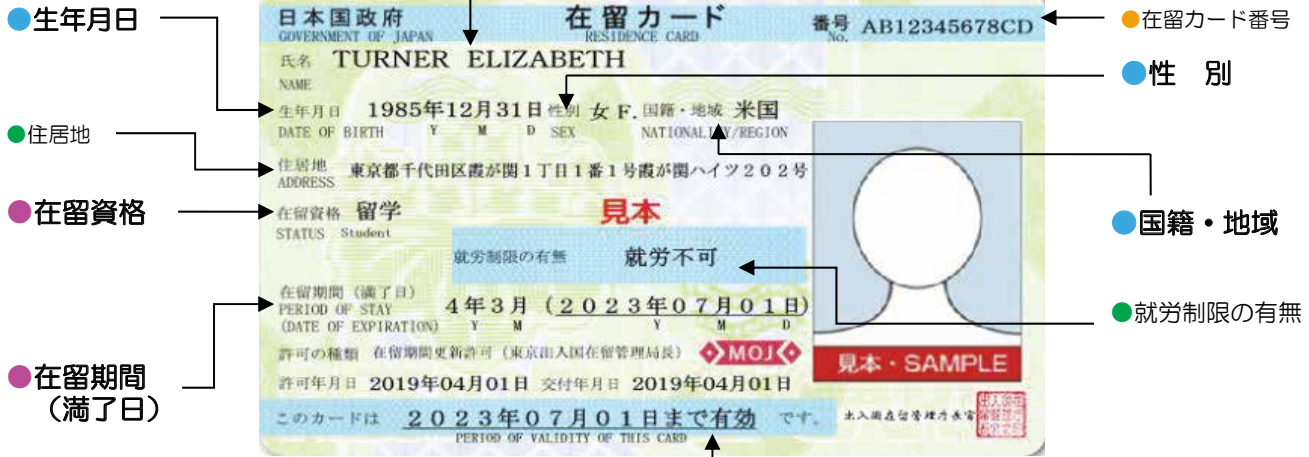 日本国政府 在留カード 番号 AB12345678CD
GOVERNMENT OF JAPAN RESIDENCE CARD No.
氏名 TURNER ELIZABETH
NAME
生年月日 1985年12月31日 性別 女 F. 国籍・地域 米国
DATE OF BIRTH Y M D SEX NATIONALITY/REGION
住居地 東京都千代田区霞が関1丁目1番1号霞が関ハイツ202号
ADDRESS
在留資格 留学
STATUS Student
見本
就労制限の有無 就労不可
在留期間(満了日)
PERIOD OF STAY
(DATE OF EXPIRATION)
4年3月(2023年07月01日)
Y M Y M D
許可の種類 在留期間更新許可(東京出入国在留管理局長) MOJ
許可年月日 2019年04月01日 交付年月日 2019年04月01日
このカードは 2023年07月01日まで有効 です。
PERIOD OF VALIDITY OF THIS CARD
見本・SAMPLE
出入国在留管理庁長官
●生年月日
●住居地
●在留資格
●在留期間
(満了日)
●在留カード番号
●性 別
●国籍・地域
●就労制限の有無